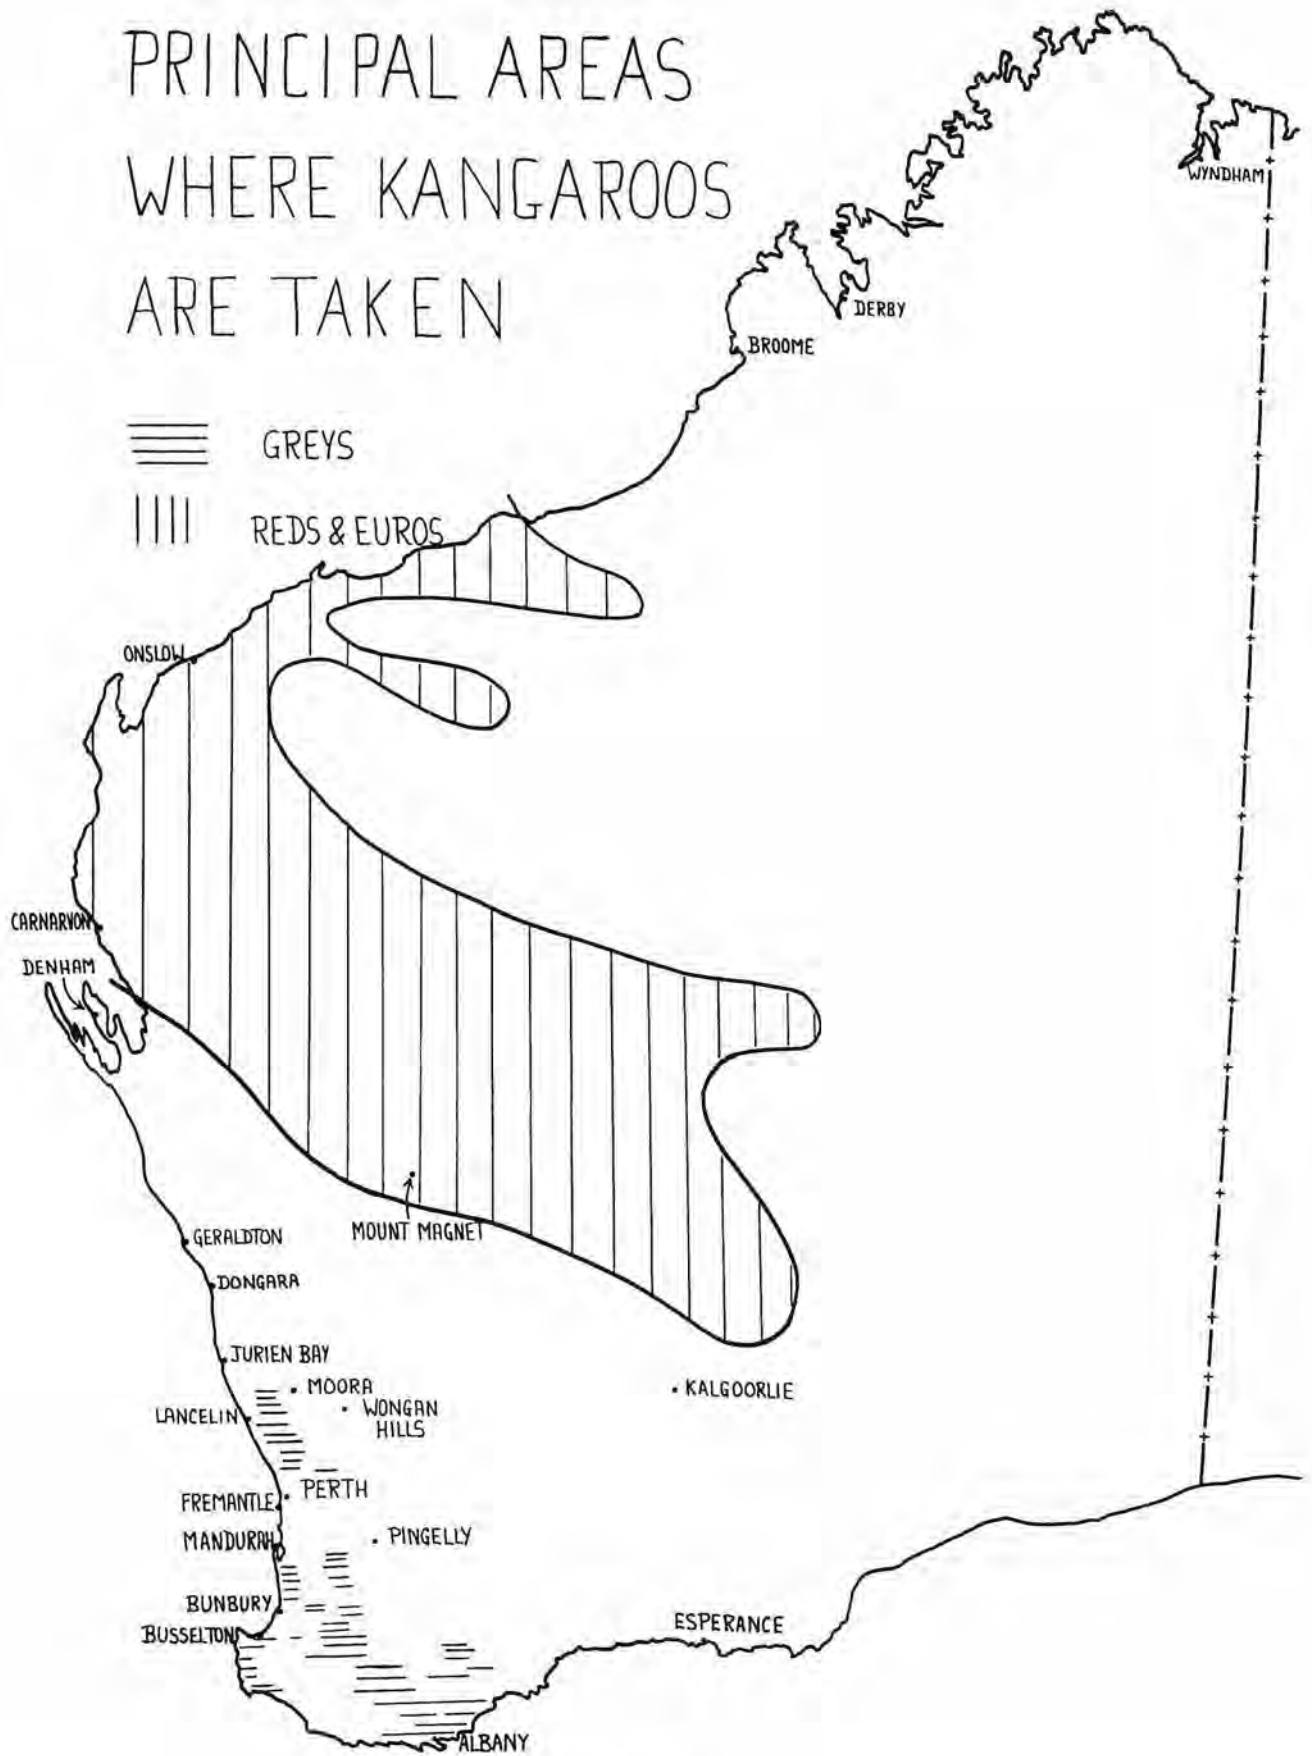 PRINCIPAL AREAS
WHERE KANGAROOS
ARE TAKEN
GREYS
REDS & EUROS
WYNDHAM
DERBY
BROOME
ONSLOW
CARNARVON
DENHAM
MOUNT MAGNET
GERALDTON
DONGARA
JURIEN BAY
MOORA
KALGOORLIE
LANCELIN
WONGAN
HILLS
PERTH
FREMANTLE
MANDURAH
PINGELLY
BUNBURY
BUSSELTON
ESPERANCE
ALBANY